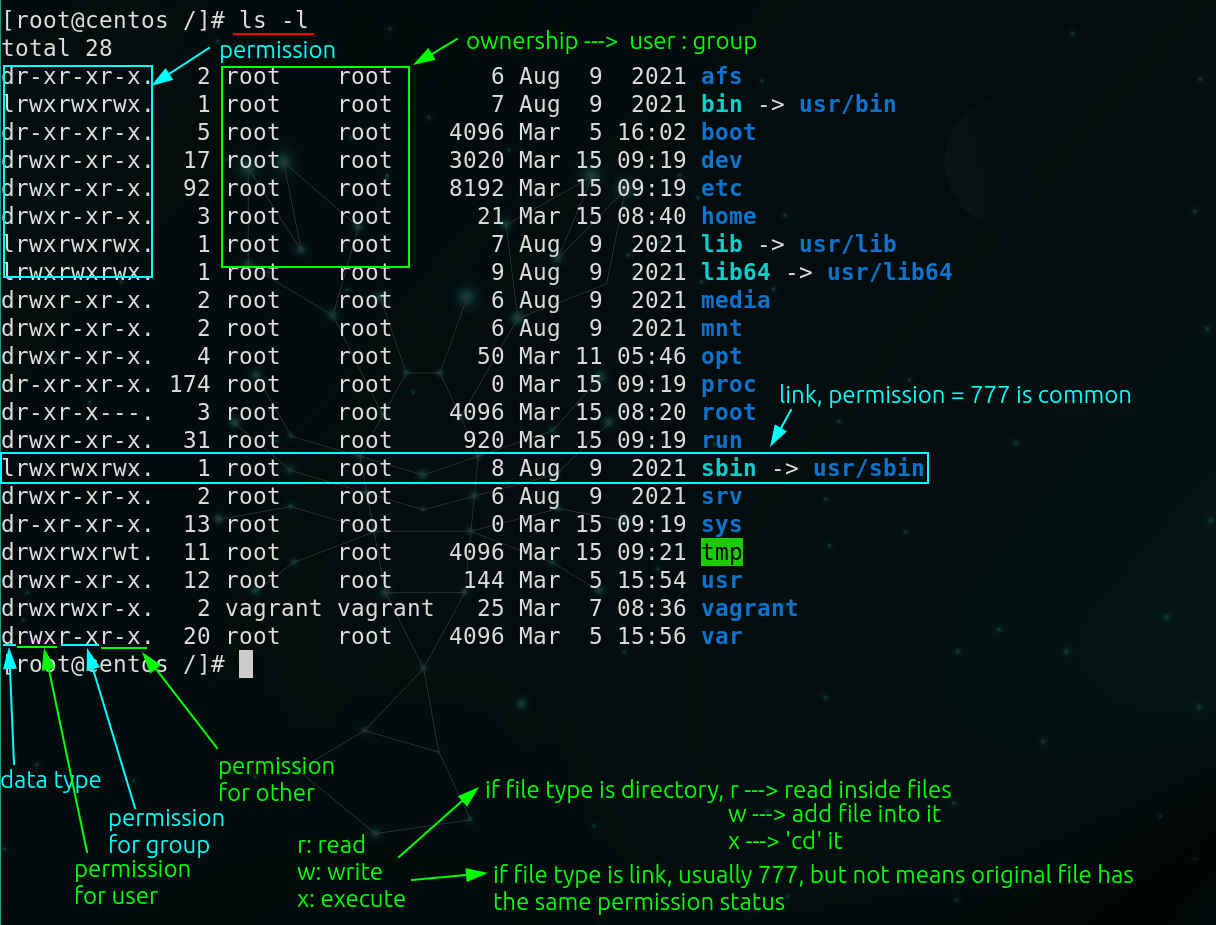 [root@centos /]# ls -l
total 28
permission
ownership ---> user : group
dr-xr-xr-x.   2 root    root       6 Aug  9  2021 afs
lrwxrwxrwx.   1 root    root       7 Aug  9  2021 bin -> usr/bin
dr-xr-xr-x.   5 root    root    4096 Mar  5 16:02 boot
drwxr-xr-x.  17 root    root    3020 Mar 15 09:19 dev
drwxr-xr-x.  92 root    root    8192 Mar 15 09:19 etc
drwxr-xr-x.   3 root    root      21 Mar 15 08:40 home
lrwxrwxrwx.   1 root    root       7 Aug  9  2021 lib -> usr/lib
lrwxrwxrwx.   1 root    root       9 Aug  9  2021 lib64 -> usr/lib64
drwxr-xr-x.   2 root    root       6 Aug  9  2021 media
drwxr-xr-x.   2 root    root       6 Aug  9  2021 mnt
drwxr-xr-x.   4 root    root      50 Mar 11 05:46 opt
dr-xr-xr-x. 174 root    root       0 Mar 15 09:19 proc
link, permission = 777 is common
dr-xr-x---.   3 root    root    4096 Mar 15 08:20 root
drwxr-xr-x.  31 root    root     920 Mar 15 09:19 run
lrwxrwxrwx.   1 root    root       8 Aug  9  2021 sbin -> usr/sbin
drwxr-xr-x.   2 root    root       6 Aug  9  2021 srv
dr-xr-xr-x.  13 root    root       0 Mar 15 09:19 sys
drwxrwxrwt.  11 root    root    4096 Mar 15 09:21 tmp
drwxr-xr-x.  12 root    root     144 Mar  5 15:54 usr
drwxrwxr-x.   2 vagrant vagrant   25 Mar  7 08:36 vagrant
drwxr-xr-x.  20 root    root    4096 Mar  5 15:56 var
[root@centos /]#
data type
permission
for group
permission
for user
permission
for other
r: read
w: write
x: execute
if file type is directory, r ---> read inside files
w ---> add file into it
x ---> 'cd' it
if file type is link, usually 777, but not means original file has
the same permission status